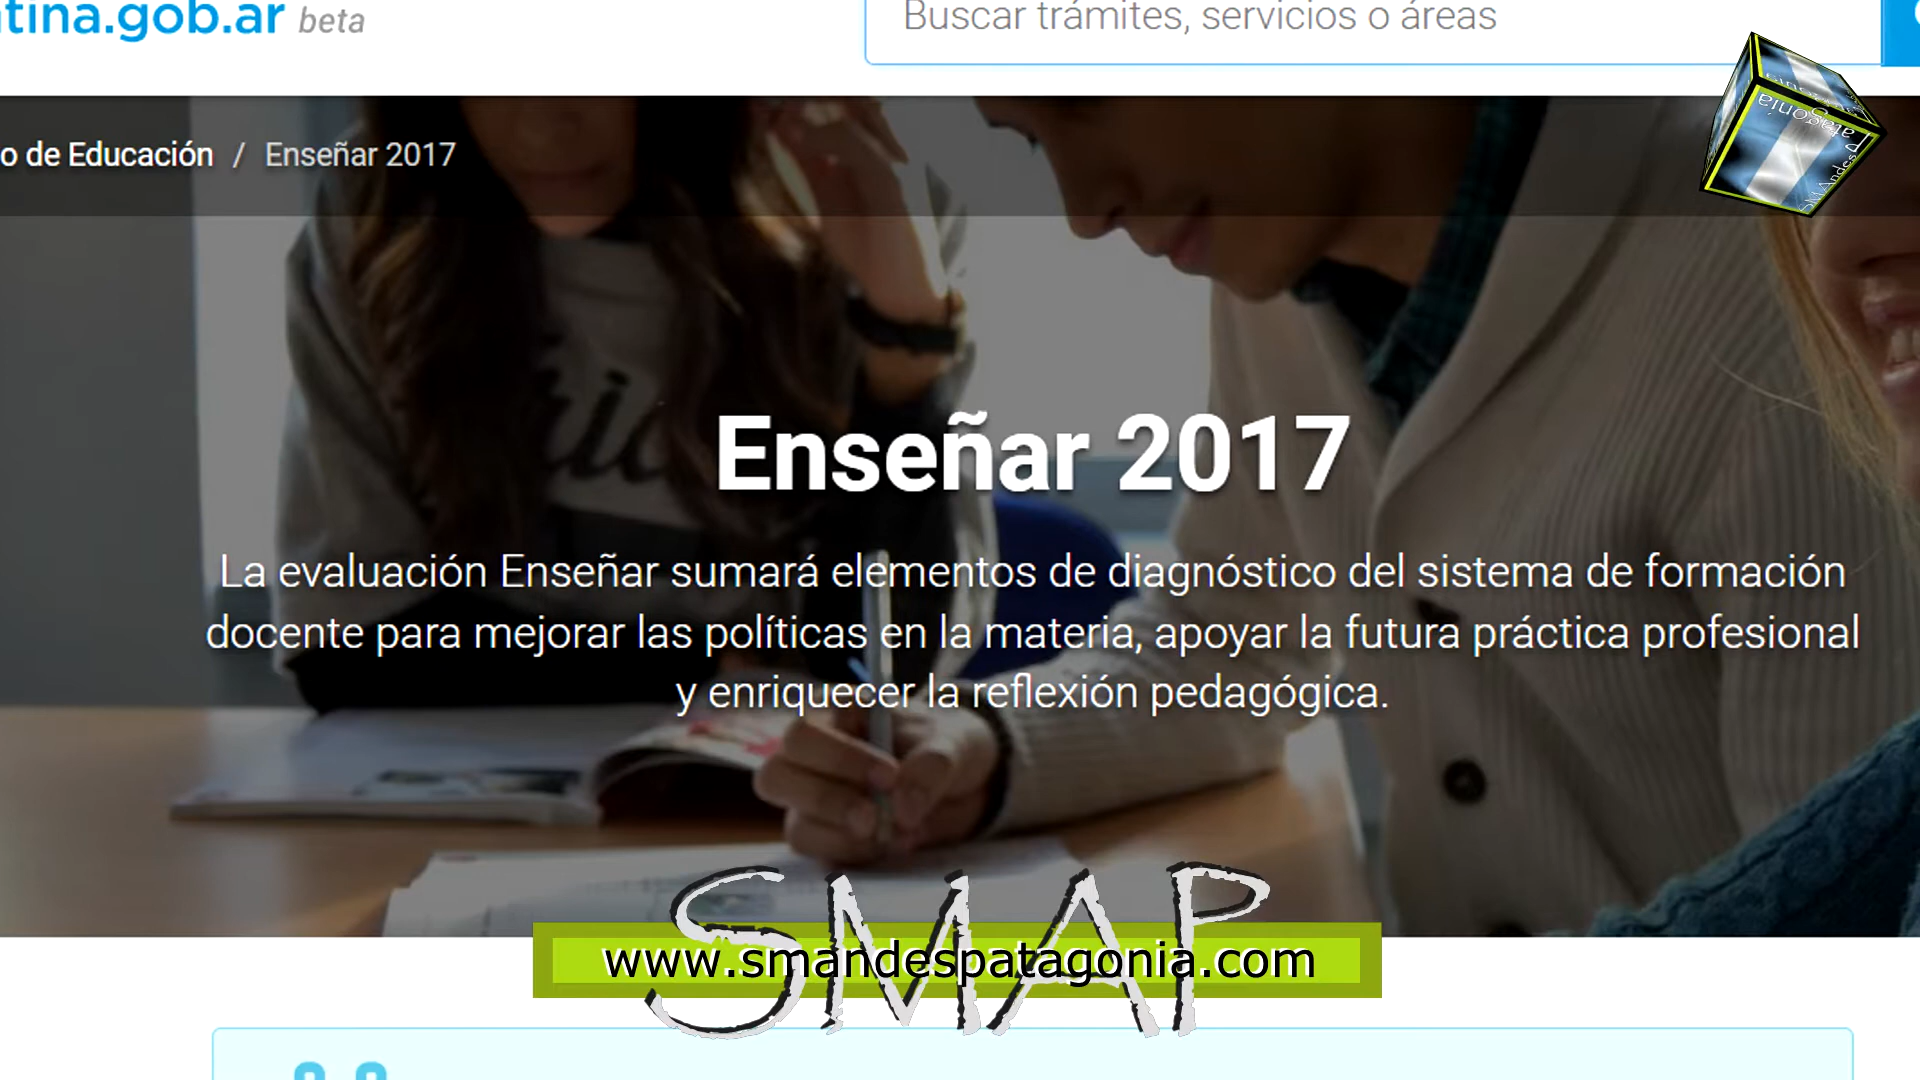 tina.gob.ar beta
Buscar trámites, servicios o áreas
o de Educación / Enseñar 2017
Patagonia
SMAndes
Enseñar 2017
La evaluación Enseñar sumará elementos de diagnóstico del sistema de formación
docente para mejorar las políticas en la materia, apoyar la futura práctica profesional
y enriquecer la reflexión pedagógica.
SMAP
www.smandespatagonia.com